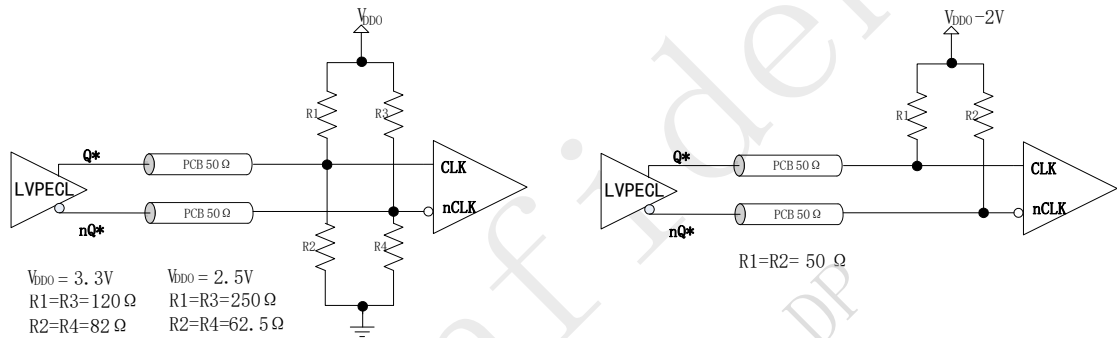 VDDO
R1
R3
Q*
LVPECL
nQ*
PCB 50 Ω
PCB 50 Ω
CLK
nCLK
R2
R4
VDDO = 3.3V
R1=R3=120 Ω
R2=R4=82 Ω
VDDO = 2.5V
R1=R3=250 Ω
R2=R4=62.5 Ω
VDDO-2V
R1
R2
Q*
LVPECL
nQ*
PCB 50 Ω
PCB 50 Ω
CLK
nCLK
R1=R2= 50 Ω
nfider
DP